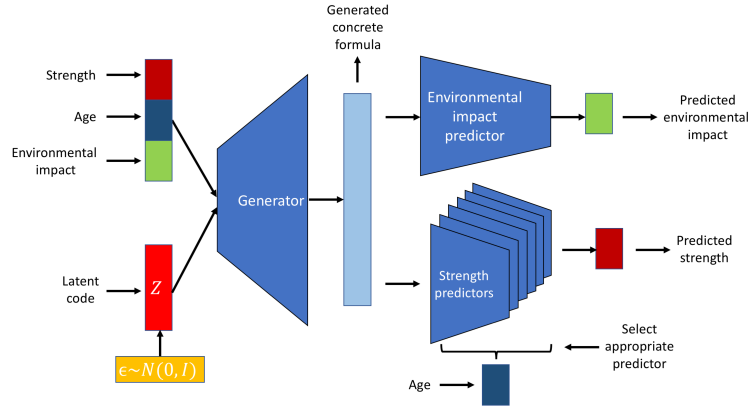 Generated
concrete
formula
Strength
Age
Environmental
impact
Generator
Environmental
impact
predictor
Predicted
environmental
impact
Latent
code
Z
ϵ~N(0, I)
Strength
predictors
Predicted
strength
Select
appropriate
predictor
Age